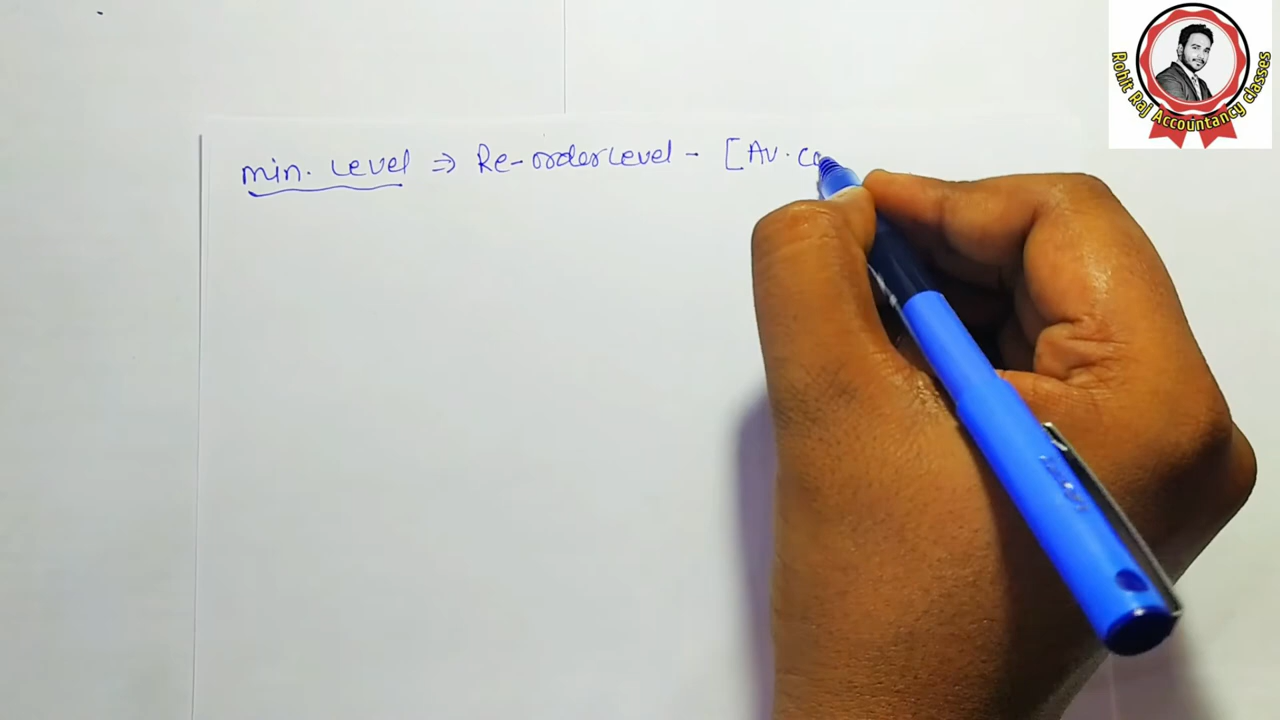 min. Level ⇒ Re-order Level - [Av. Co
Rohit Raj Accountancy classes